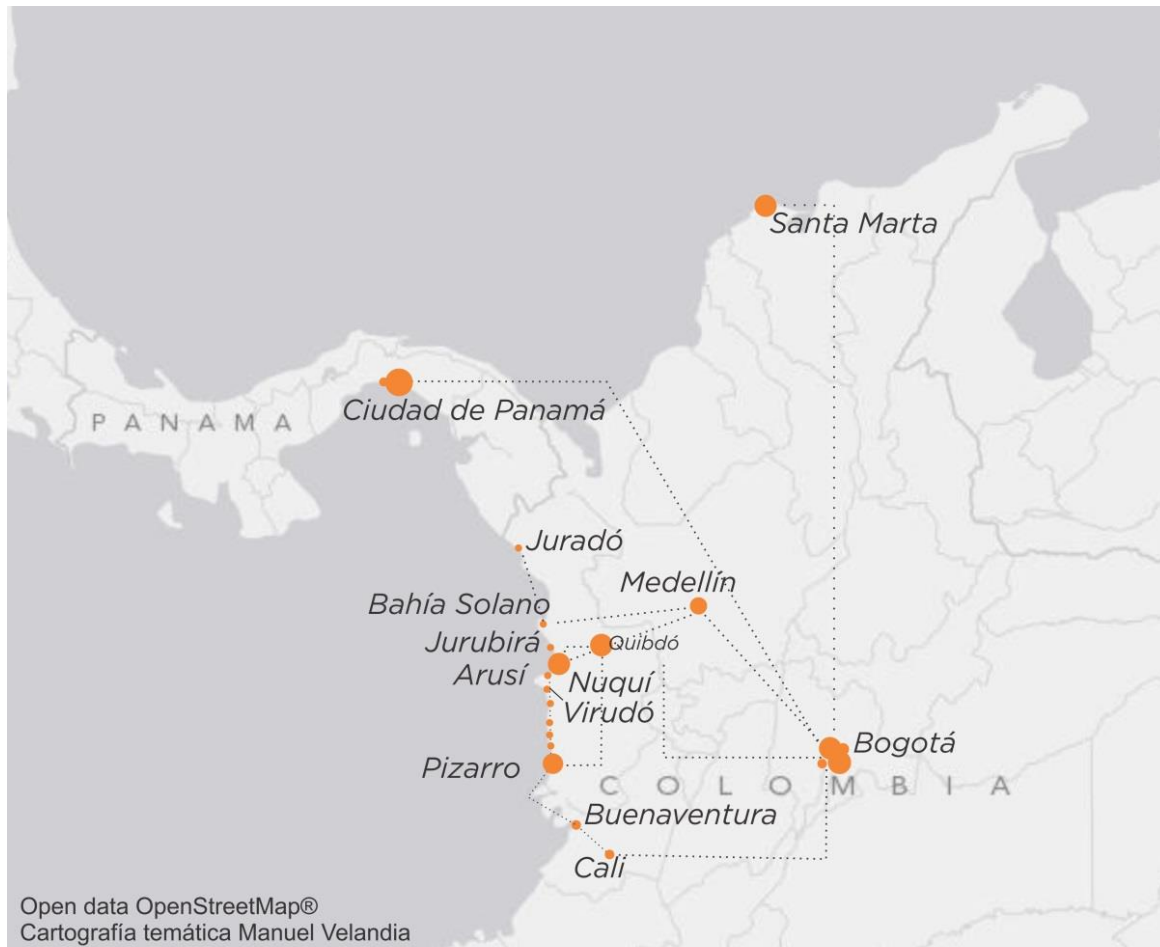 Santa Marta
Ciudad de Panamá
PANAMA
Juradó
Medellín
Bahía Solano
Qüibdó
Jurubirá
Arusí
Nuquí
Virudó
Bogotá
Pizarro
COLOMBIA
Buenaventura
Cali
Open data OpenStreetMap®
Cartografía temática Manuel Velandia